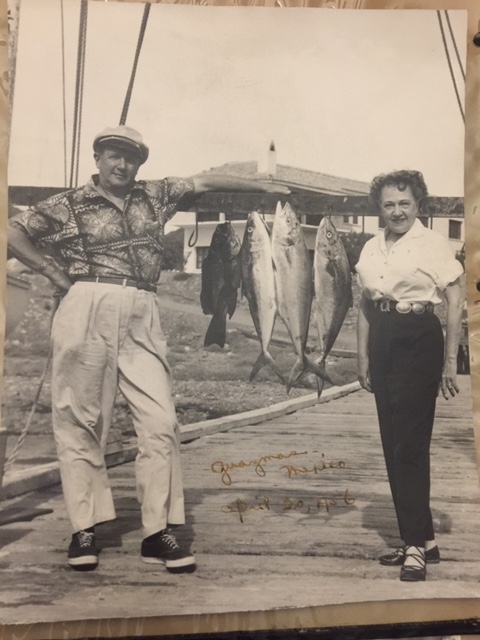 Guaymas -
Mexico
April 20, 1956